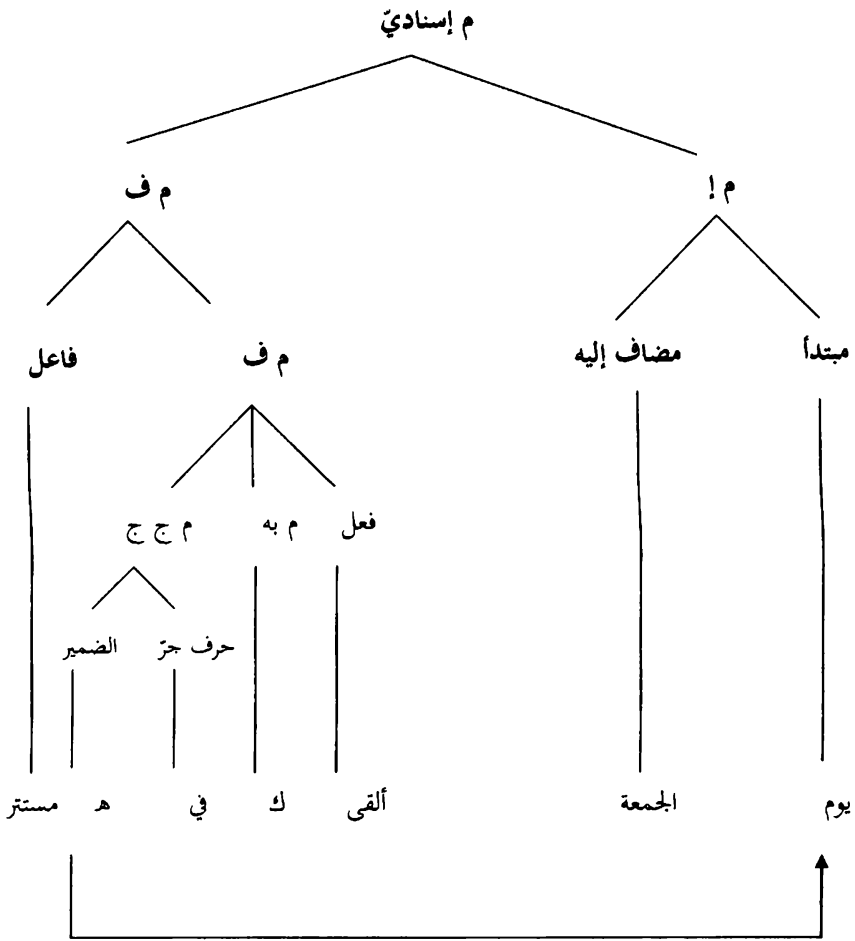 م إسناديّ
م إ م ف
مبتدأ مضاف إليه م ف فاعل
فعل م به م ج ج
حرف جرّ الضمير
يوم الجمعة ألقى ك في ه مستتر